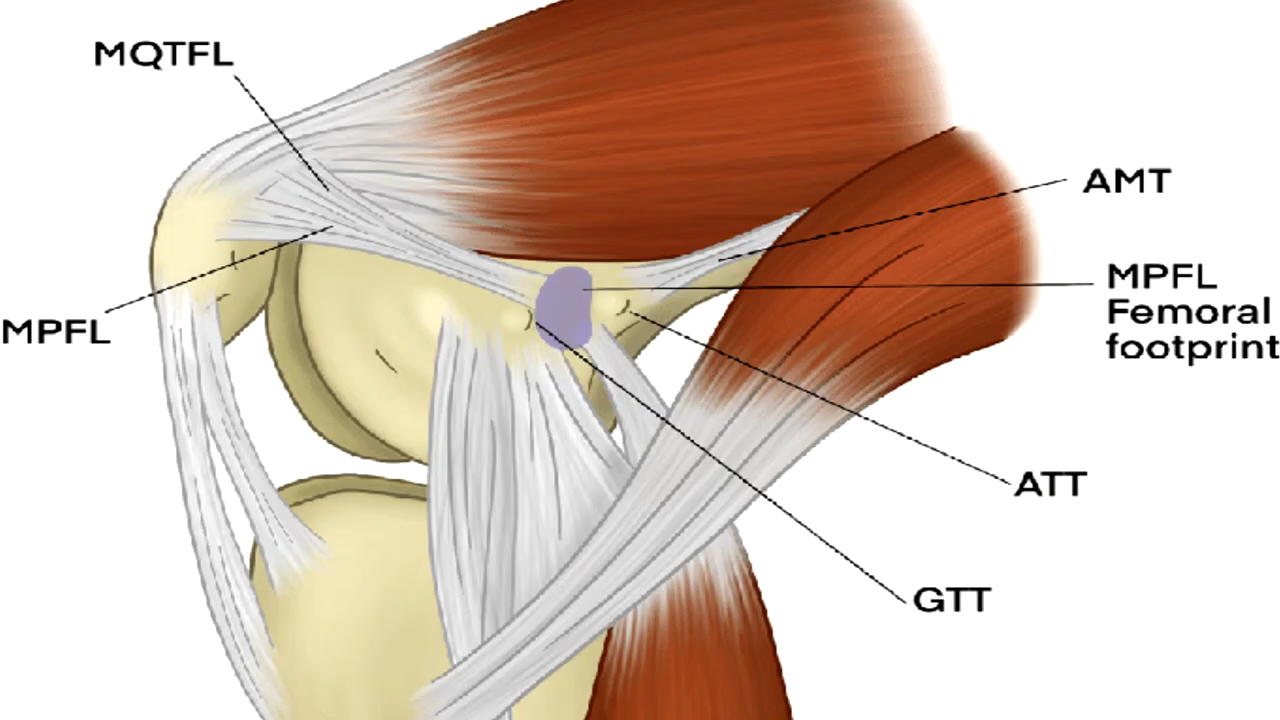 MQTFL
AMT
MPFL
Femoral
footprint
MPFL
ATT
GTT